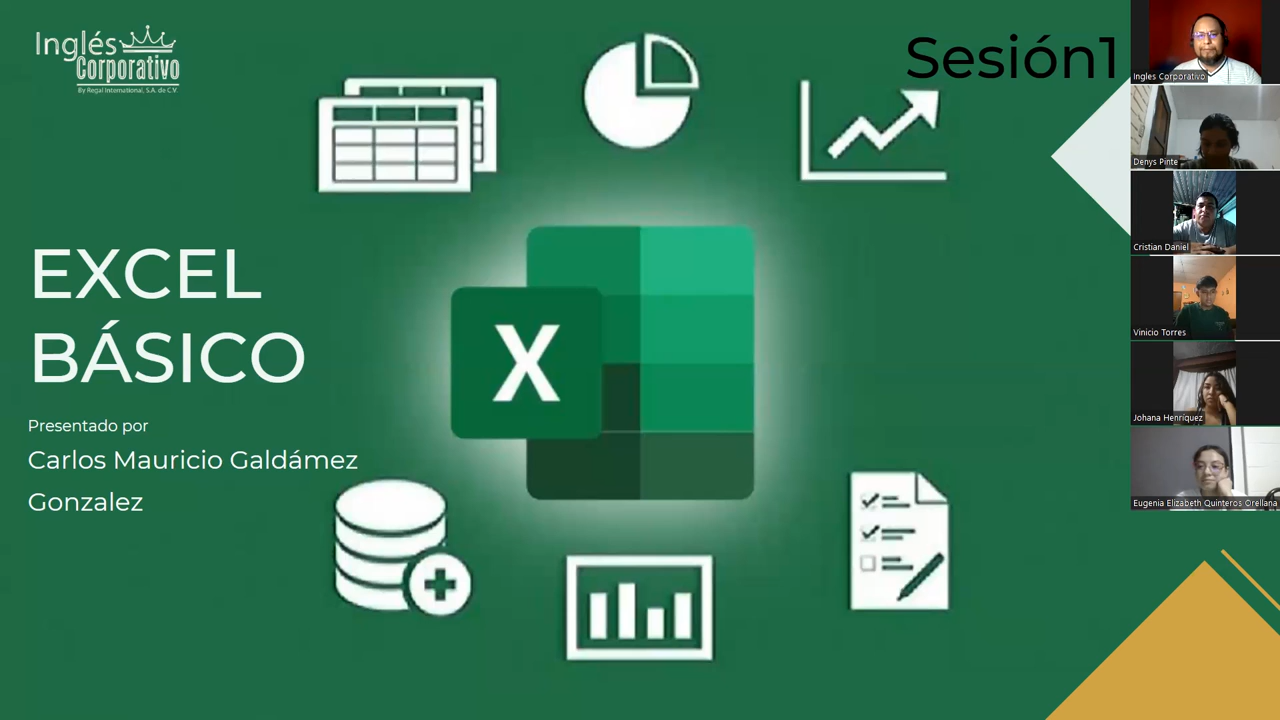 Inglés
Corporativo
By Regal International, S.A. de C.V.
Sesión1
EXCEL
BÁSICO
Presentado por
Carlos Mauricio Galdámez
Gonzalez
X
Ingles Corporativo
Denys Pinte
Cristian Daniel
Vinicio Torres
Johana Henríquez
Eugenia Elizabeth Quinteros Orellana